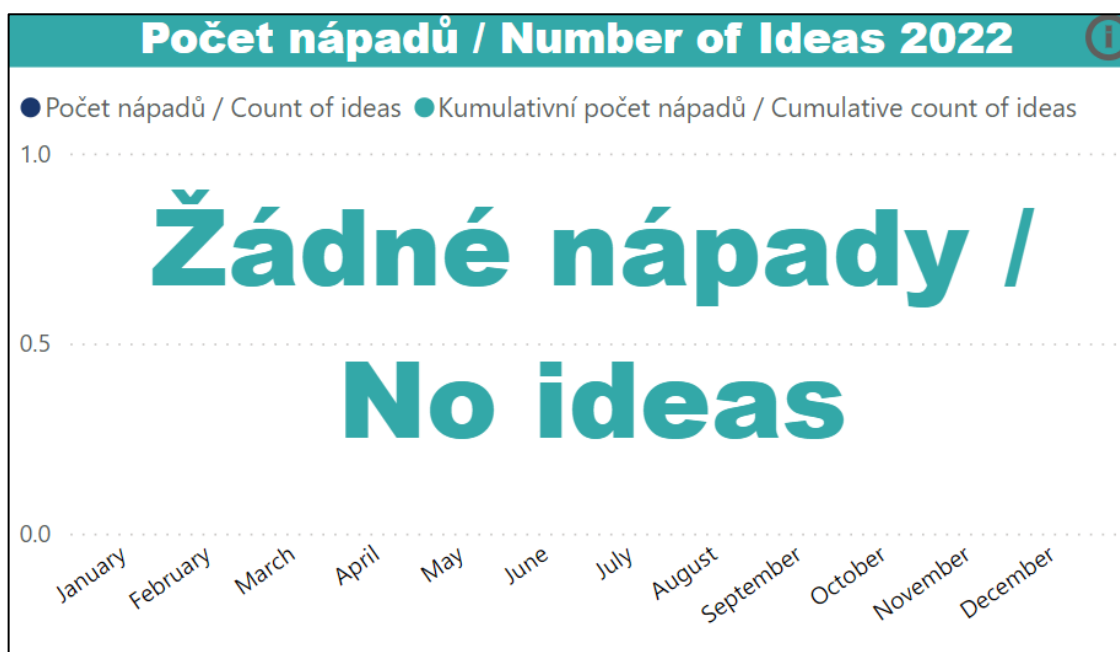 Počet nápadů / Number of Ideas 2022
i
Počet nápadů / Count of ideas Kumulativní počet nápadů / Cumulative count of ideas
1.0
Žádné nápady /
0.5
No ideas
0.0
January February March April May June July August September October November December